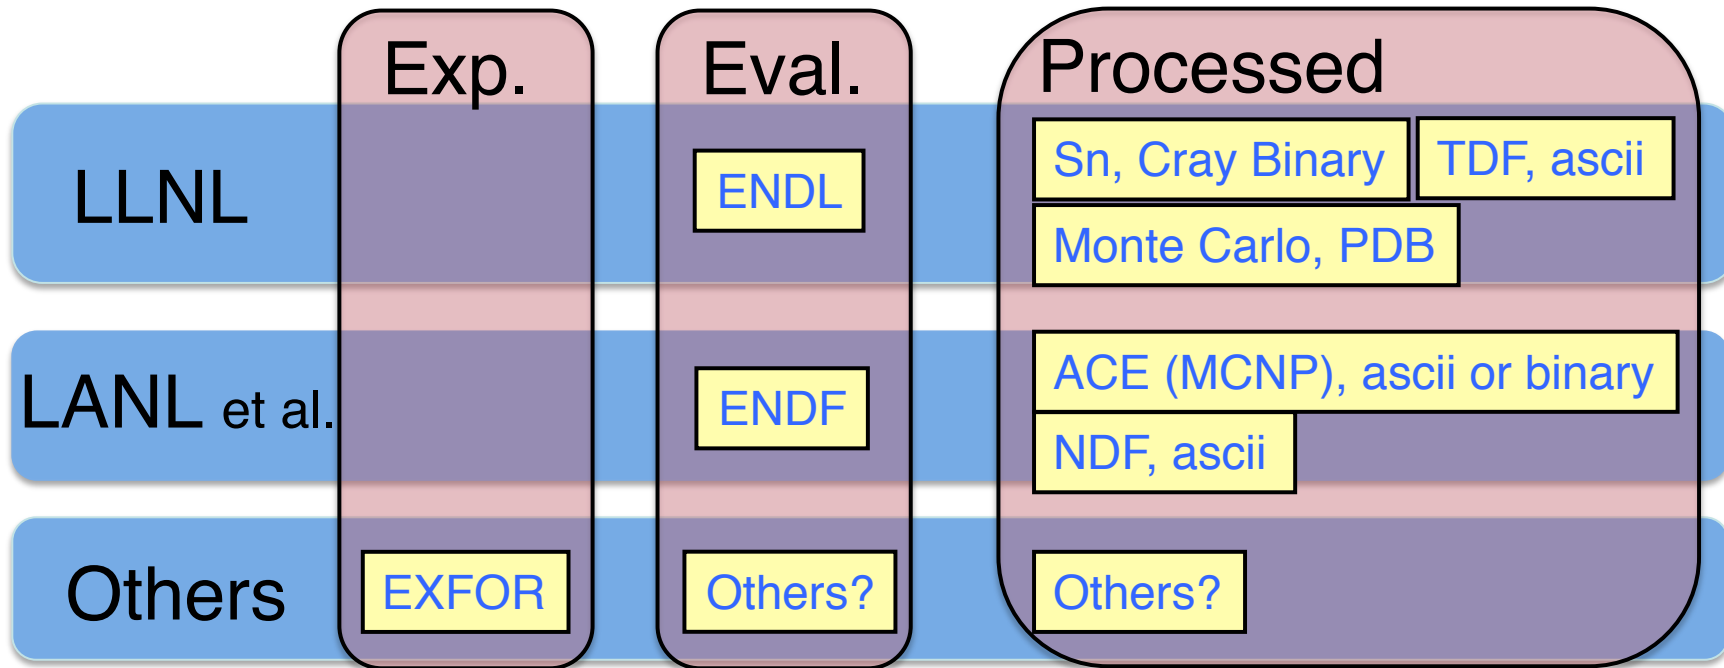 Exp.
Eval.
Processed
LLNL
ENDL
Sn, Cray Binary
TDF, ascii
Monte Carlo, PDB
LANL et al.
ENDF
ACE (MCNP), ascii or binary
NDF, ascii
Others
EXFOR
Others?
Others?